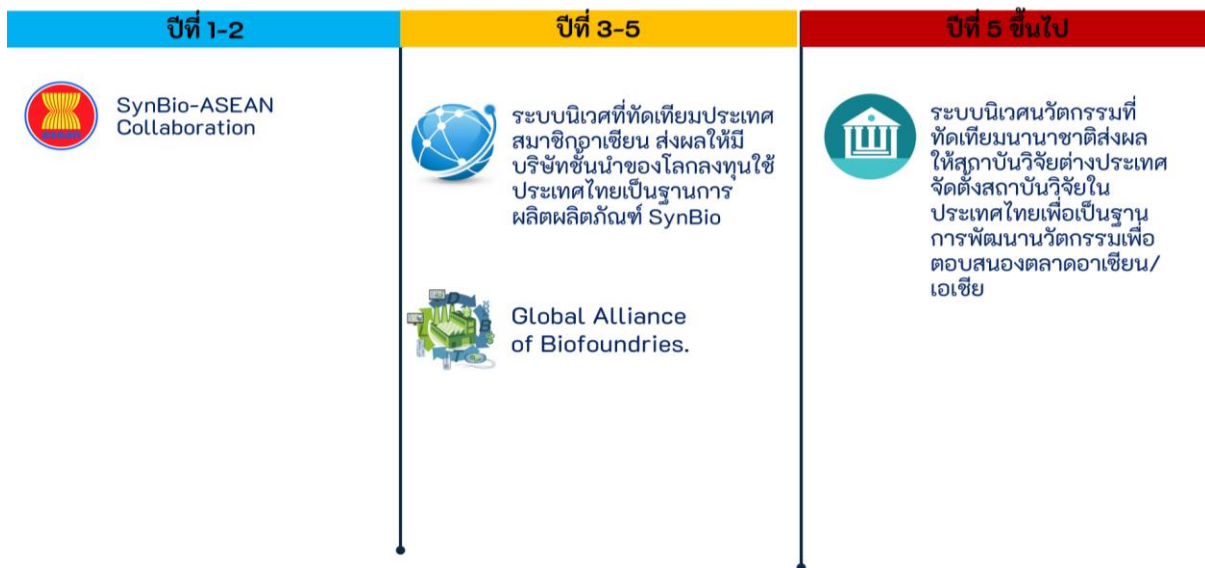 ปีที่ 1-2
ปีที่ 3-5
ปีที่ 5 ขึ้นไป
SynBio-ASEAN
Collaboration
ระบบนิเวศที่ทัดเทียมประเทศ
สมาชิกอาเซียน ส่งผลให้มี
บริษัทชั้นนำของโลกลงทุนใช้
ประเทศไทยเป็นฐานการ
ผลิตผลิตภัณฑ์ SynBio
Global Alliance
of Biofoundries.
ระบบนิเวศนวัตกรรมที่
ทัดเทียมนานาชาติส่งผล
ให้สถาบันวิจัยต่างประเทศ
จัดตั้งสถาบันวิจัยใน
ประเทศไทยเพื่อเป็นฐาน
การพัฒนานวัตกรรมเพื่อ
ตอบสนองตลาดอาเซียน/
เอเชีย